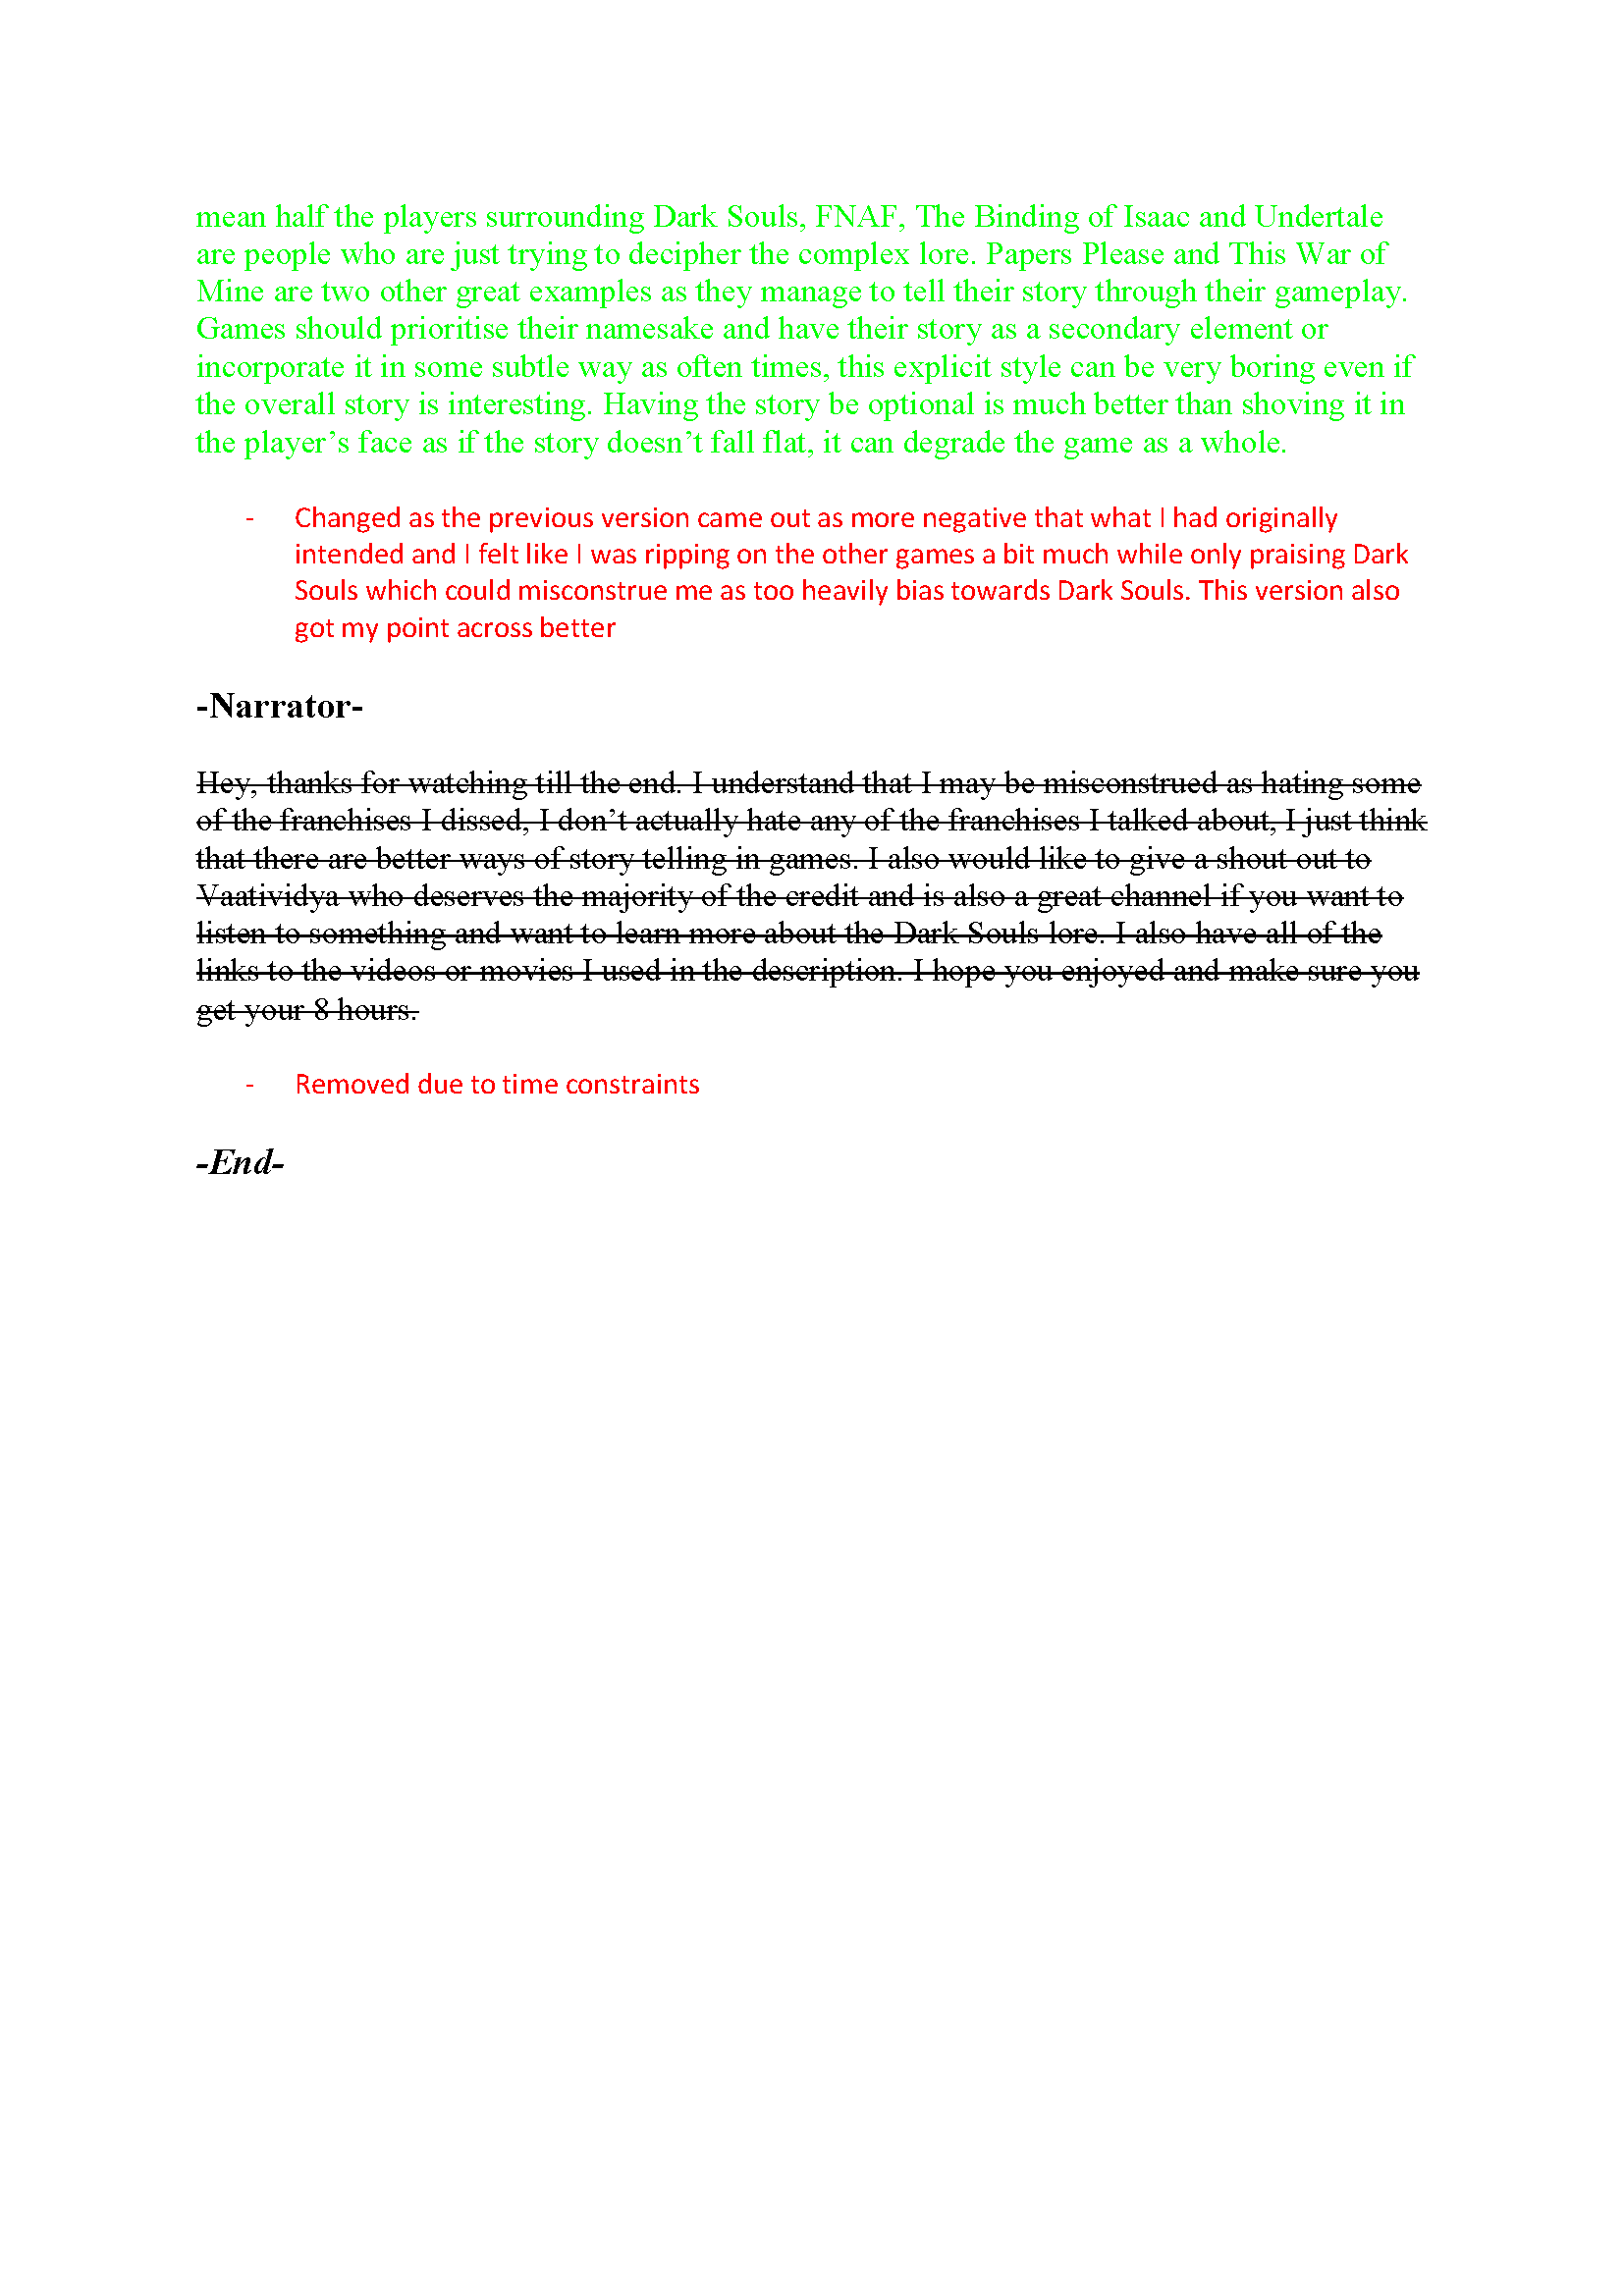 mean half the players surrounding Dark Souls, FNAF, The Binding of Isaac and Undertale
are people who are just trying to decipher the complex lore. Papers Please and This War of
Mine are two other great examples as they manage to tell their story through their gameplay.
Games should prioritise their namesake and have their story as a secondary element or
incorporate it in some subtle way as often times, this explicit style can be very boring even if
the overall story is interesting. Having the story be optional is much better than shoving it in
the player’s face as if the story doesn’t fall flat, it can degrade the game as a whole.
- Changed as the previous version came out as more negative that what I had originally
intended and I felt like I was ripping on the other games a bit much while only praising Dark
Souls which could misconstrue me as too heavily bias towards Dark Souls. This version also
got my point across better
-Narrator-
Hey, thanks for watching till the end. I understand that I may be misconstrued as hating some
of the franchises I dissed, I don’t actually hate any of the franchises I talked about, I just think
that there are better ways of story telling in games. I also would like to give a shout out to
Vaatividya who deserves the majority of the credit and is also a great channel if you want to
listen to something and want to learn more about the Dark Souls lore. I also have all of the
links to the videos or movies I used in the description. I hope you enjoyed and make sure you
get your 8 hours.
- Removed due to time constraints
-End-